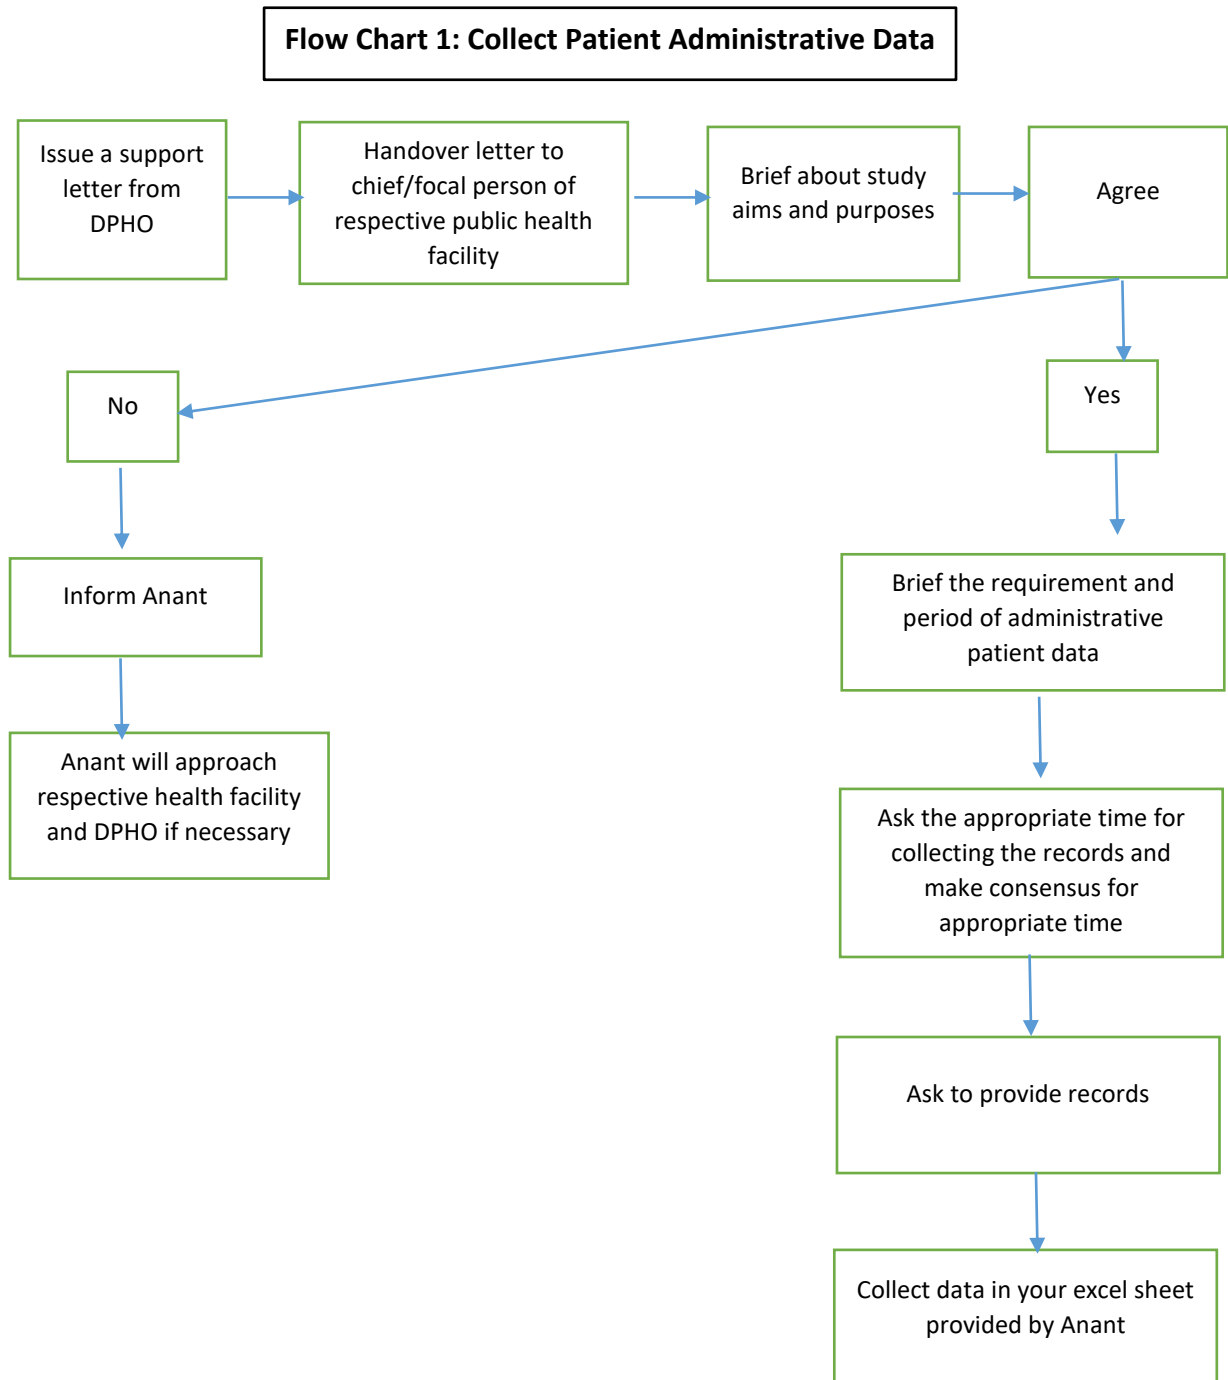 Flow Chart 1: Collect Patient Administrative Data
Issue a support
letter from
DPHO
Handover letter to
chief/focal person of
respective public health
facility
Brief about study
aims and purposes
Agree
No
Yes
Inform Anant
Anant will approach
respective health facility
and DPHO if necessary
Brief the requirement and
period of administrative
patient data
Ask the appropriate time for
collecting the records and
make consensus for
appropriate time
Ask to provide records
Collect data in your excel sheet
provided by Anant